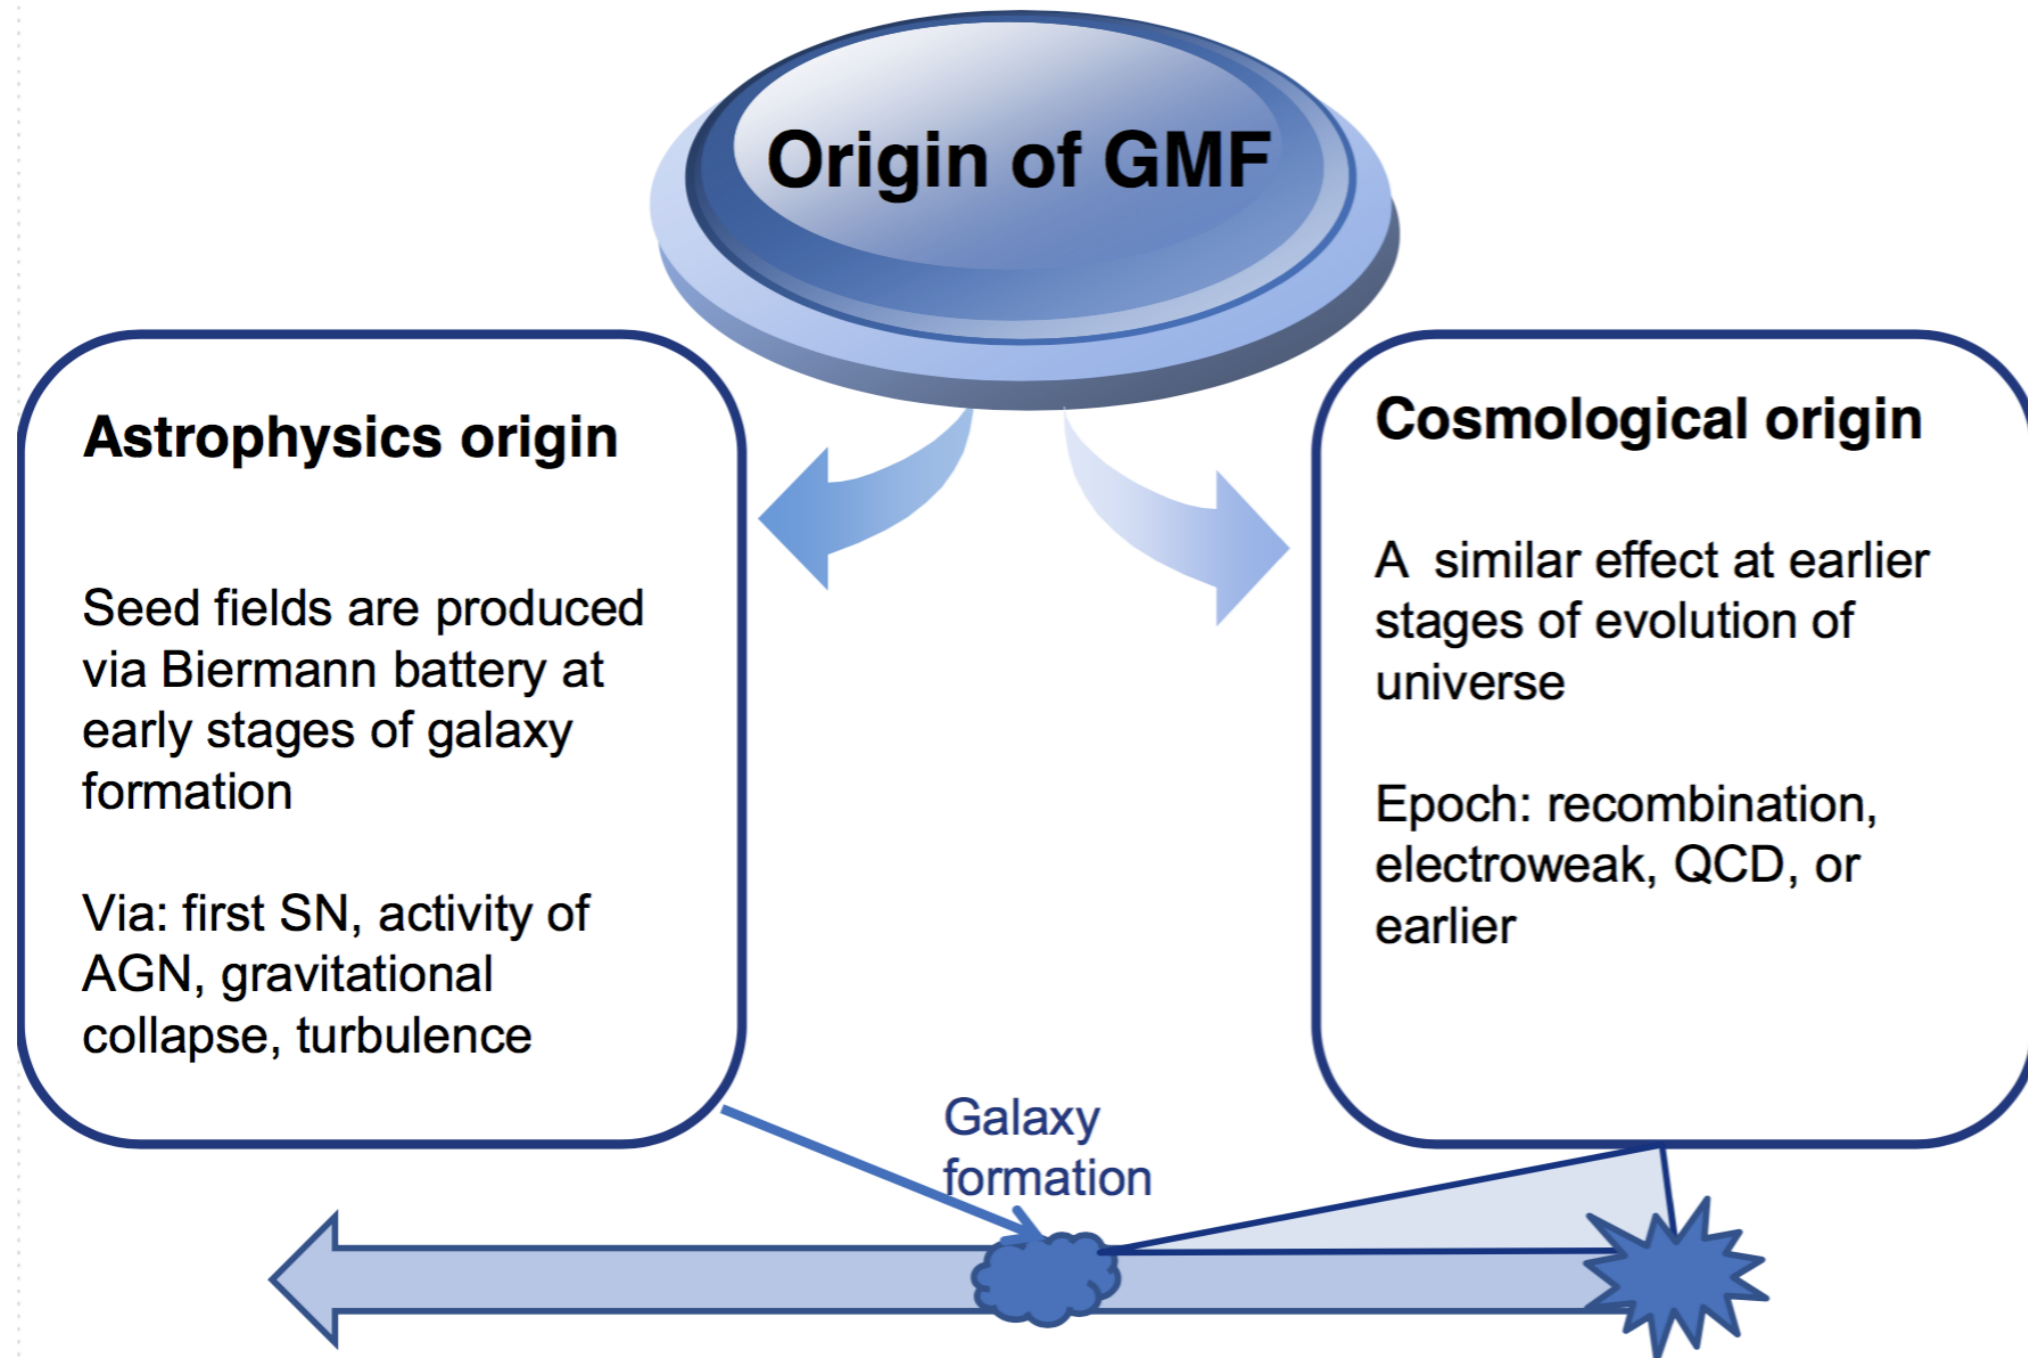 Origin of GMF
Astrophysics origin
Seed fields are produced
via Biermann battery at
early stages of galaxy
formation
Via: first SN, activity of
AGN, gravitational
collapse, turbulence
Cosmological origin
A  similar effect at earlier
stages of evolution of
universe
Epoch: recombination,
electroweak, QCD, or
earlier
Galaxy
formation